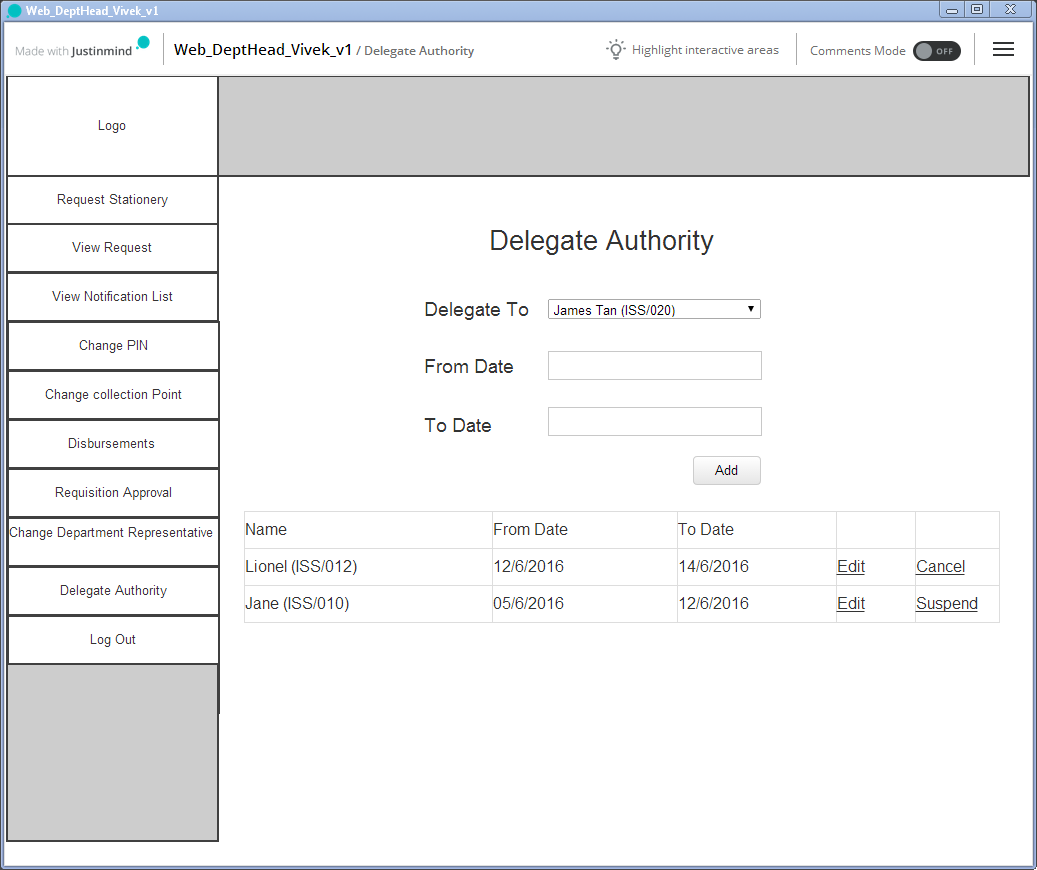 Web_DeptHead_Vivek_v1
Made with Justinmind
Web_DeptHead_Vivek_v1 / Delegate Authority
Highlight interactive areas
Comments Mode OFF
Logo
Request Stationery
View Request
View Notification List
Change PIN
Change collection Point
Disbursements
Requisition Approval
Change Department Representative
Delegate Authority
Log Out
Delegate Authority
Delegate To James Tan (ISS/020)
From Date
To Date
Add
Name From Date To Date
Lionel (ISS/012) 12/6/2016 14/6/2016 Edit Cancel
Jane (ISS/010) 05/6/2016 12/6/2016 Edit Suspend